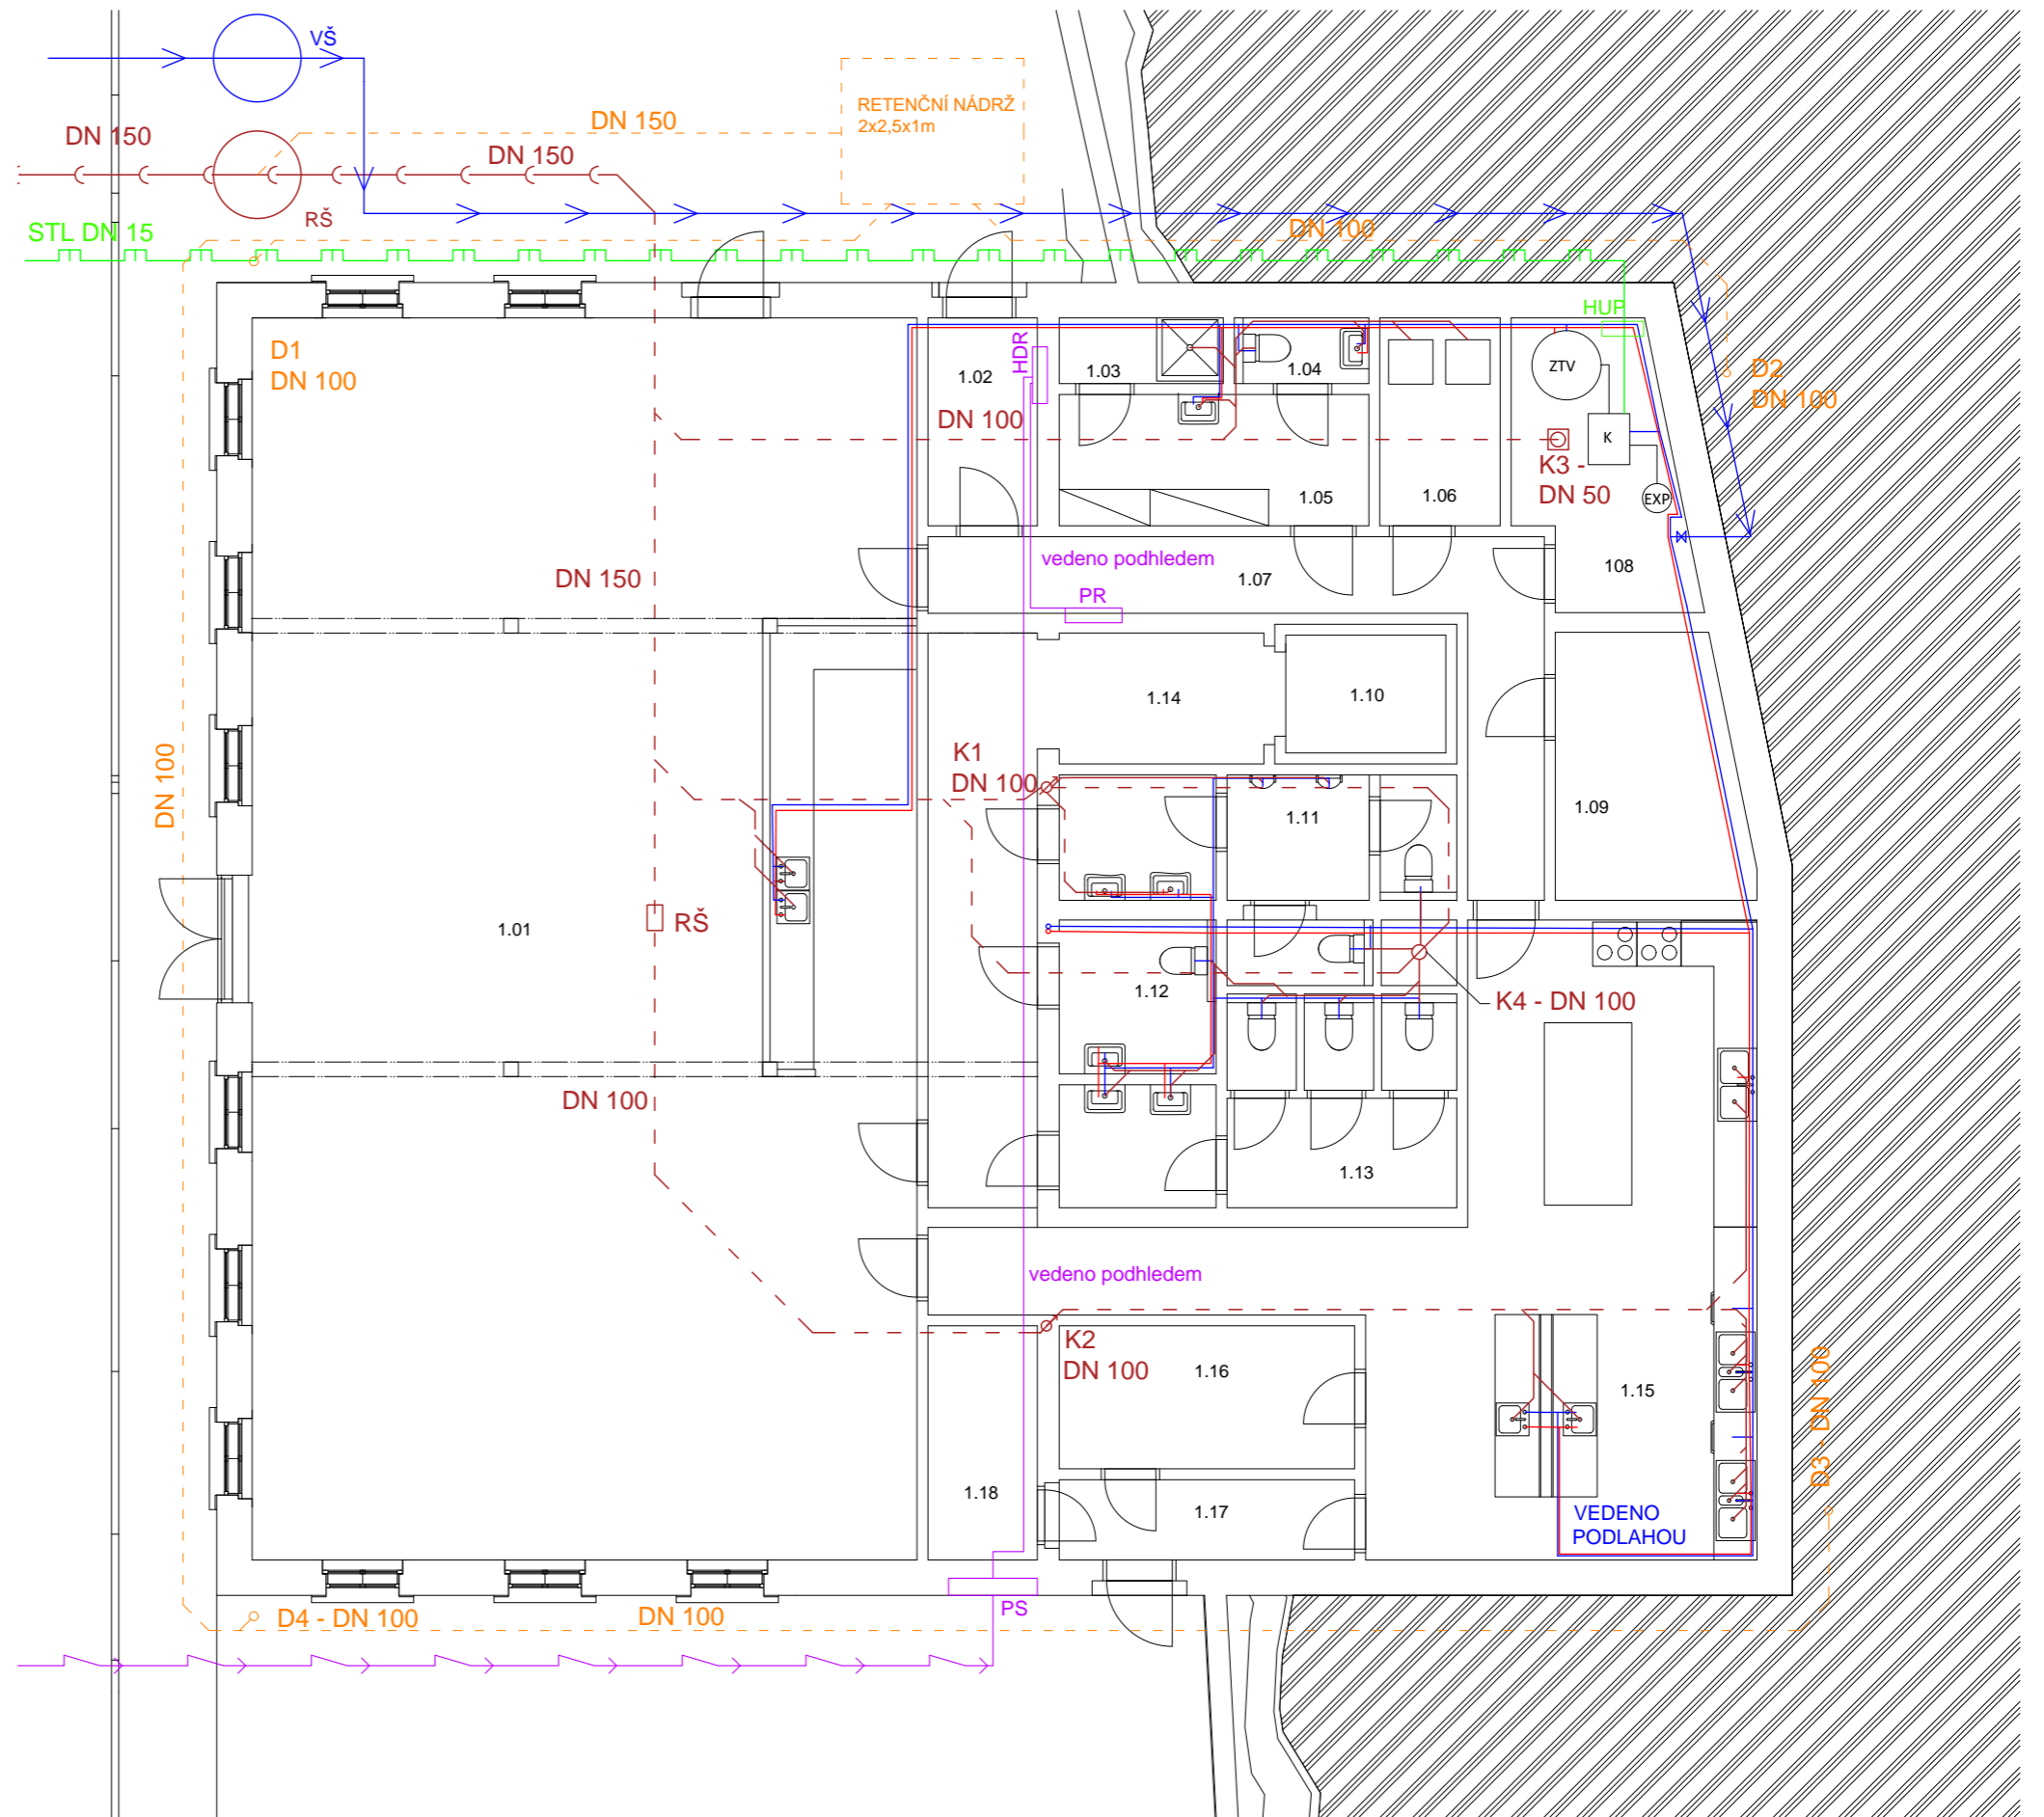 VŠ
RETENČNÍ NÁDRŽ
2x2,5x1m
DN 150
DN 150
DN 150
RŠ
STL DN 15
DN 100
HUP
HDR
D1
DN 100
1.02
1.03
1.04
ZTV
D2
DN 100
DN 100
K
K3 -
DN 50
EXP
1.05
1.06
vedeno podhledem
DN 150
1.07
108
PR
1.14
1.10
K1
DN 100
DN 100
1.11
1.09
1.01
RŠ
1.12
K4 - DN 100
DN 100
1.13
vedeno podhledem
K2
DN 100
1.16
1.15
D3 - DN 100
1.18
1.17
VEDENO
PODLAHOU
D4 - DN 100
DN 100
PS